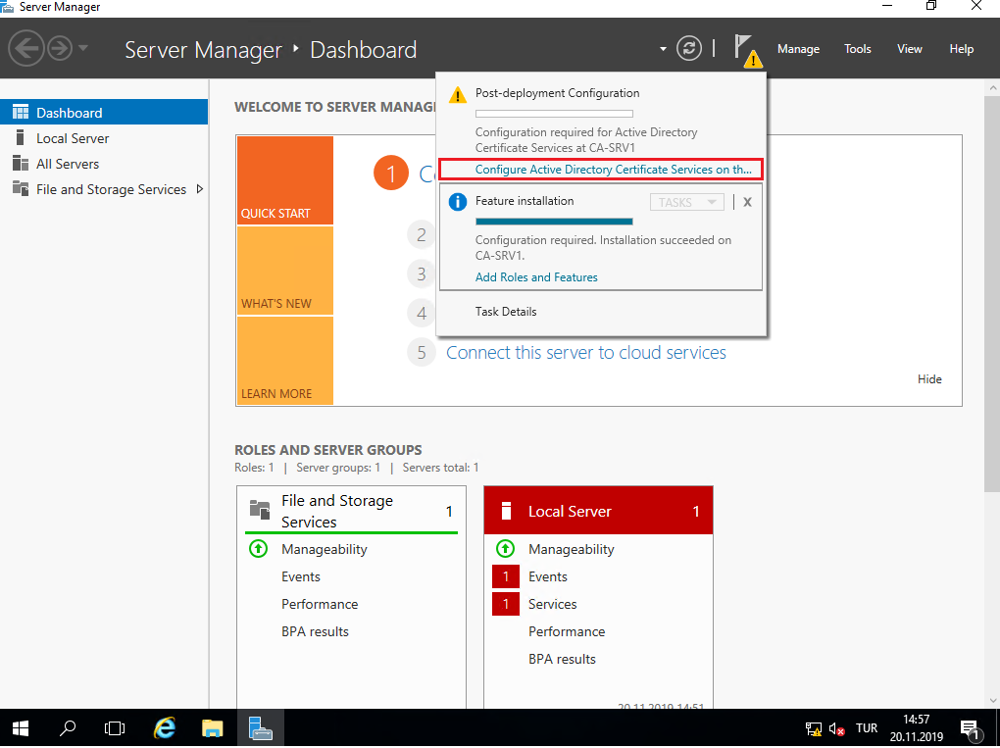 Server Manager
Server Manager ‣ Dashboard
Manage Tools View Help
Dashboard
Local Server
All Servers
File and Storage Services
WELCOME TO SERVER MANAG
QUICK START
WHAT'S NEW
LEARN MORE
1
2
3
4
5 Connect this server to cloud services
Hide
Post-deployment Configuration
Configuration required for Active Directory
Certificate Services at CA-SRV1
Configure Active Directory Certificate Services on th...
Feature installation
TASKS
X
Configuration required. Installation succeeded on
CA-SRV1.
Add Roles and Features
Task Details
ROLES AND SERVER GROUPS
Roles: 1 | Server groups: 1 | Servers total: 1
File and Storage
Services
1
Manageability
Events
Performance
BPA results
Local Server 1
Manageability
1 Events
1 Services
Performance
BPA results
20.11.2019 14:51
TUR
14:57
20.11.2019
1